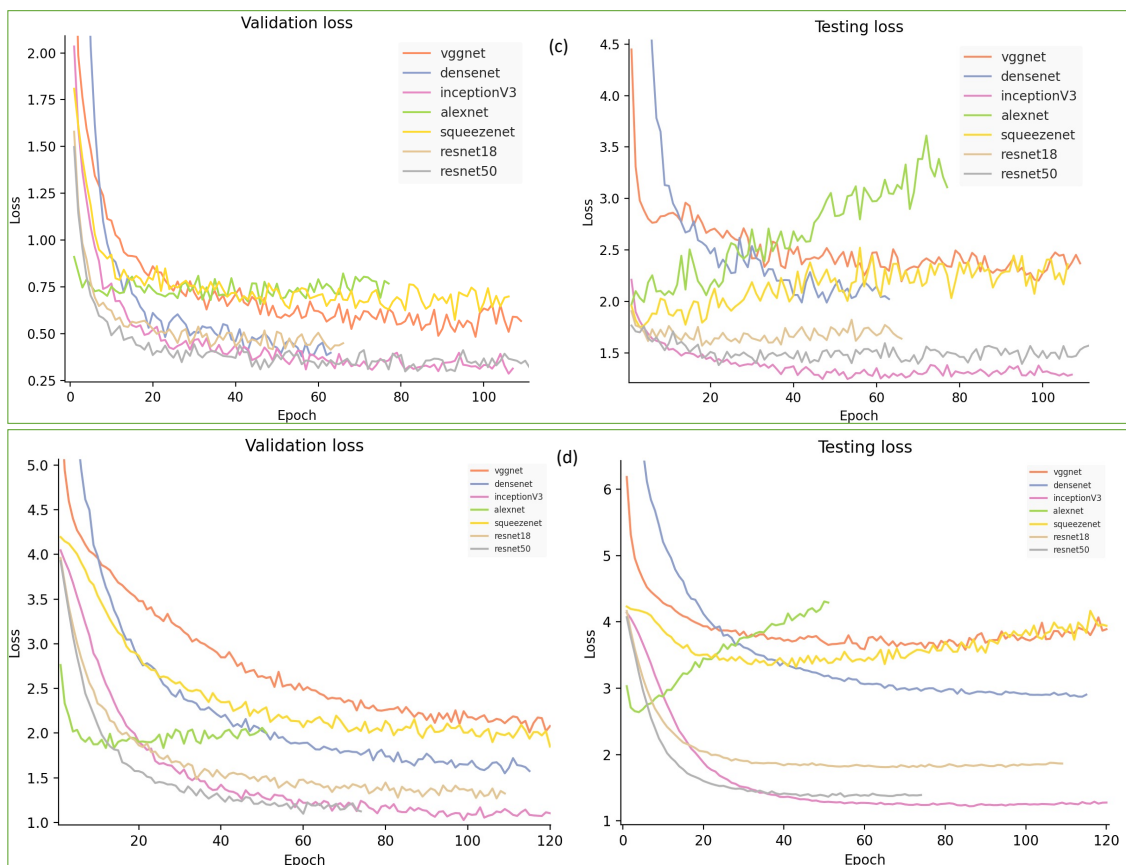 Validation loss
(c)
Testing loss
2.00
1.75
1.50
1.25
1.00
0.75
0.50
0.25
Loss
vggnet
densenet
inceptionV3
alexnet
squeezenet
resnet18
resnet50
0
20
40
60
80
100
Epoch
4.5
4.0
3.5
3.0
2.5
2.0
1.5
Loss
vggnet
densenet
inceptionV3
alexnet
squeezenet
resnet18
resnet50
20
40
60
80
100
Epoch
Validation loss
(d)
Testing loss
5.0
4.5
4.0
3.5
3.0
2.5
2.0
1.5
1.0
Loss
vggnet
densenet
inceptionV3
alexnet
squeezenet
resnet18
resnet50
20
40
60
80
100
120
Epoch
6
5
4
3
2
1
Loss
vggnet
densenet
inceptionV3
alexnet
squeezenet
resnet18
resnet50
0
20
40
60
80
100
120
Epoch